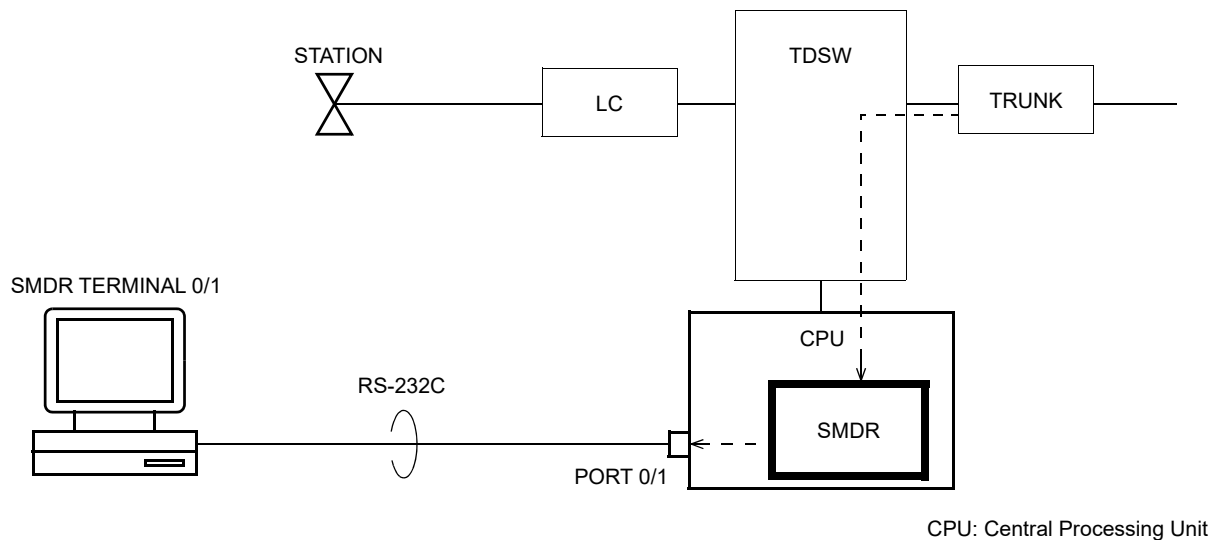 STATION
TDSW
LC
TRUNK
SMDR TERMINAL 0/1
CPU
RS-232C
SMDR
PORT 0/1
CPU: Central Processing Unit